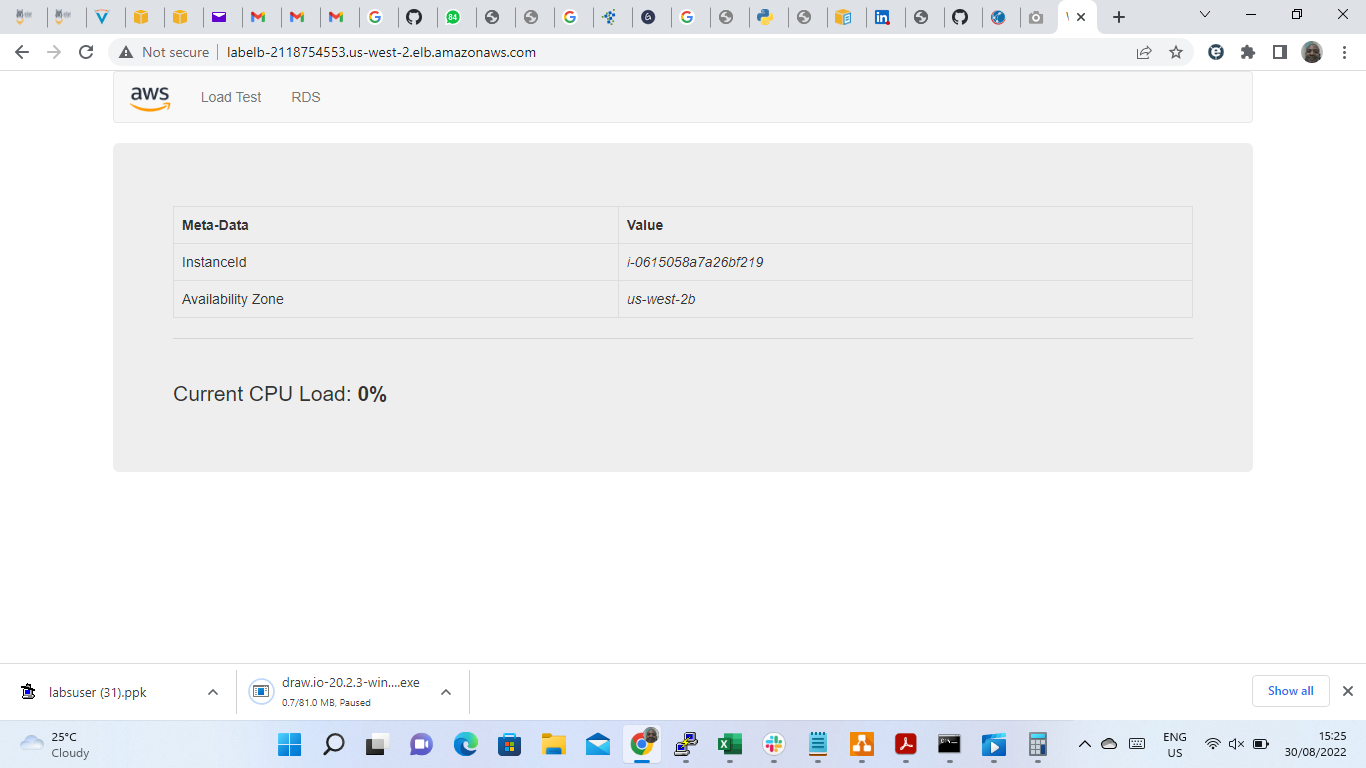 84
Not secure labelb-2118754553.us-west-2.elb.amazonaws.com
aws Load Test RDS
Meta-Data Value
InstanceId i-0615058a7a26bf219
Availability Zone us-west-2b
Current CPU Load: 0%
labsuser (31).ppk
draw.io-20.2.3-win....exe
0.7/81.0 MB, Paused
Show all
25°C
Cloudy
ENG
US
15:25
30/08/2022